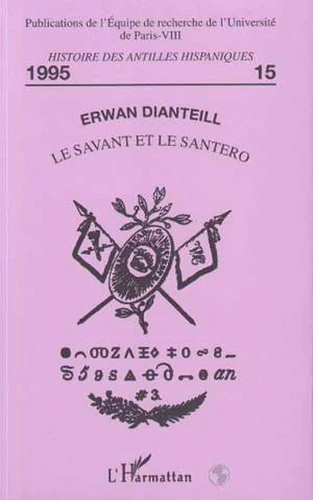 Publications de l'Équipe de recherche de l'Université
de Paris-VIII
HISTOIRE DES ANTILLES HISPANIQUES
1995 15
ERWAN DIANTEILL
LE SAVANT ET LE SANTERO
#3
L'Harmattan